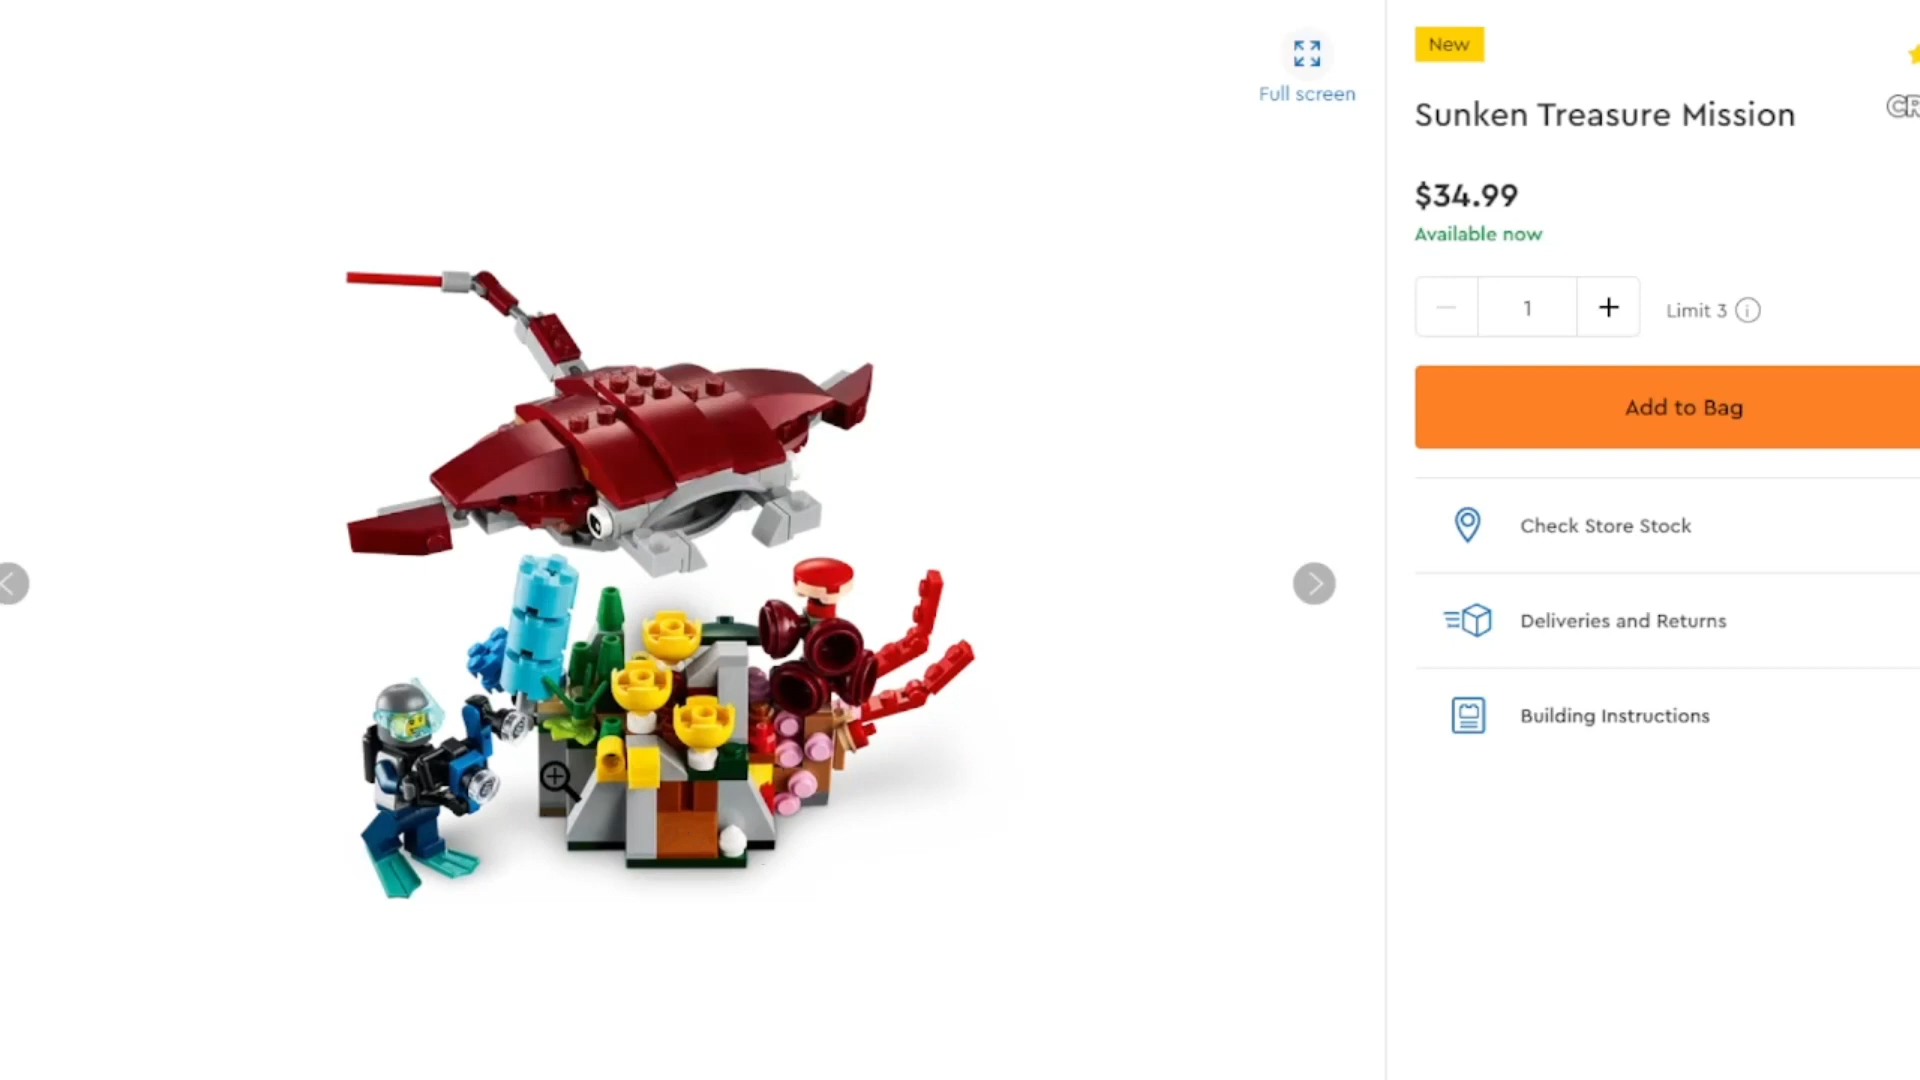 New
Full screen
Sunken Treasure Mission
$34.99
Available now
1
Limit 3
Add to Bag
Check Store Stock
Deliveries and Returns
Building Instructions